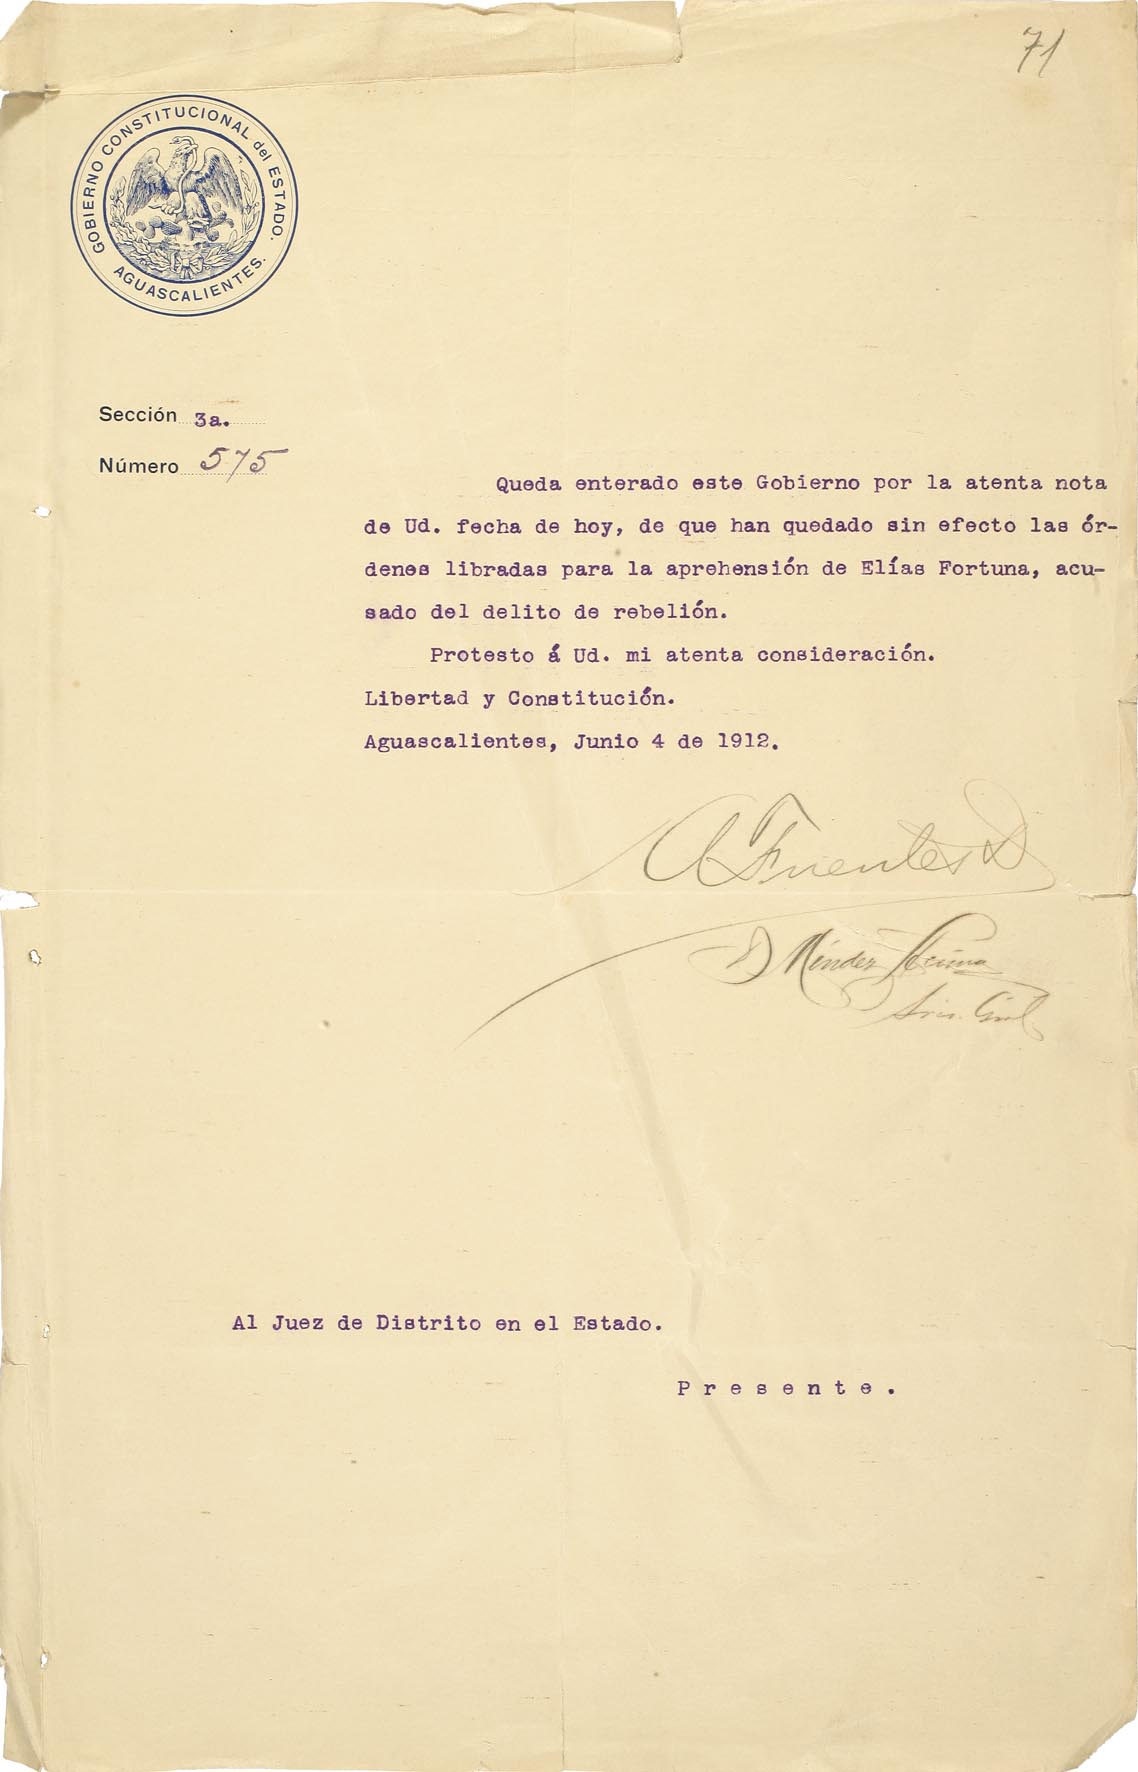 71
GOBIERNO CONSTITUCIONAL del ESTADO.
AGUASCALIENTES.
Sección 3a.
Número 575
Queda enterado este Gobierno por la atenta nota
de Ud. fecha de hoy, de que han quedado sin efecto las ór-
denes libradas para la aprehensión de Elías Fortuna, acu-
sado del delito de rebelión.
Protesto á Ud. mi atenta consideración.
Libertad y Constitución.
Aguascalientes, Junio 4 de 1912.
A Fuentes D
D Méndez
Al Juez de Distrito en el Estado.
Presente.